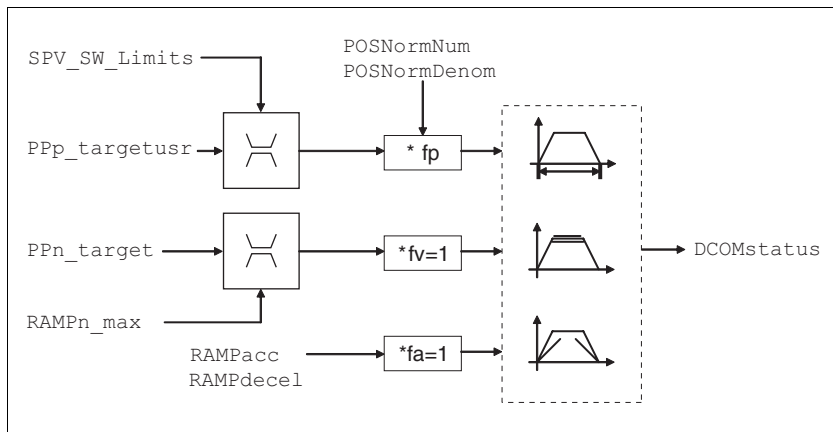 POSNormNum
POSNormDenom
SPV_SW_Limits
PPp_targetusr
* fp
PPn_target
*fv=1
DCOMstatus
RAMPn_max
RAMPacc
RAMPdecel
*fa=1